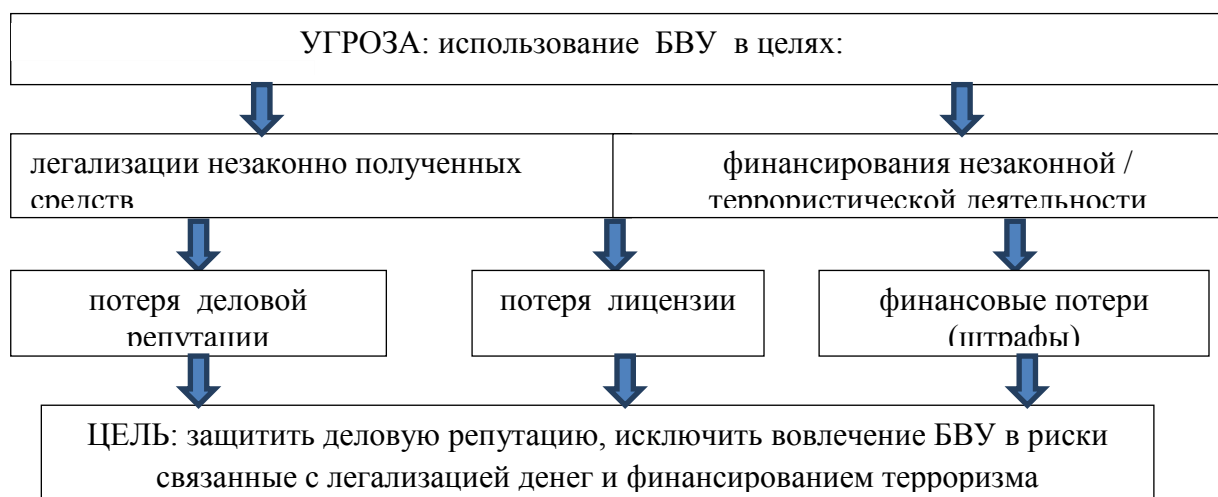 УГРОЗА: использование БВУ в целях:
легализации незаконно полученных
средств
финансирования незаконной /
террористической деятельности
потеря деловой
репутации
потеря лицензии
финансовые потери
(штрафы)
ЦЕЛЬ: защитить деловую репутацию, исключить вовлечение БВУ в риски
связанные с легализацией денег и финансированием терроризма